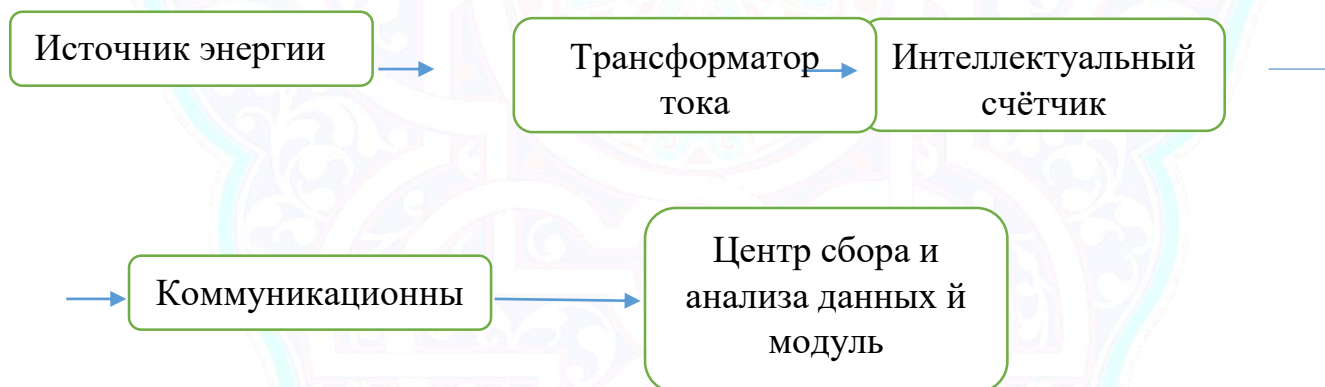 Источник энергии
Трансформатор
тока
Интеллектуальный
счётчик
Коммуникационны
Центр сбора и
анализа данных й
модуль